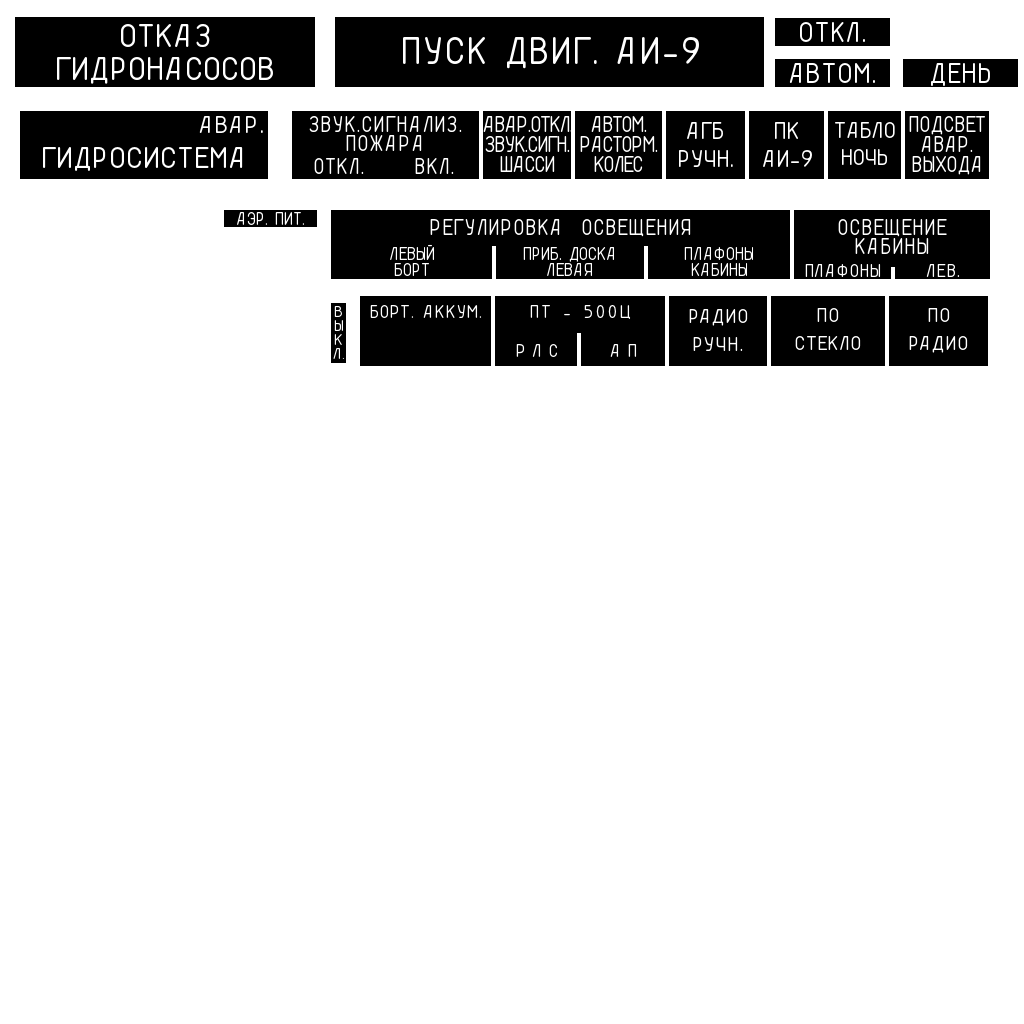 ОТКАЗ
ГИДРОНАСОСОВ
ПУСК ДВИГ. АИ-9
ОТКЛ.
АВТОМ.
ДЕНЬ
АВАР.
ГИДРОСИСТЕМА
ЗВУК.СИГНАЛИЗ.
ПОЖАРА
ОТКЛ. ВКЛ.
АВАР.ОТКЛ
ЗВУК.СИГН.
ШАССИ
АВТОМ.
РАСТОРМ.
КОЛЕС
АГБ
РУЧН.
ПК
АИ-9
ТАБЛО
НОЧЬ
ПОДСВЕТ
АВАР.
ВЫХОДА
АЭР. ПИТ.
РЕГУЛИРОВКА ОСВЕЩЕНИЯ
ЛЕВЫЙ
БОРТ
ПРИБ. ДОСКА
ЛЕВАЯ
ПЛАФОНЫ
КАБИНЫ
ОСВЕЩЕНИЕ
КАБИНЫ
ПЛАФОНЫ ЛЕВ.
В
Ы
К
Л.
БОРТ. АККУМ.
ПТ - 500Ц
РЛС АП
РАДИО
РУЧН.
ПО
СТЕКЛО
ПО
РАДИО